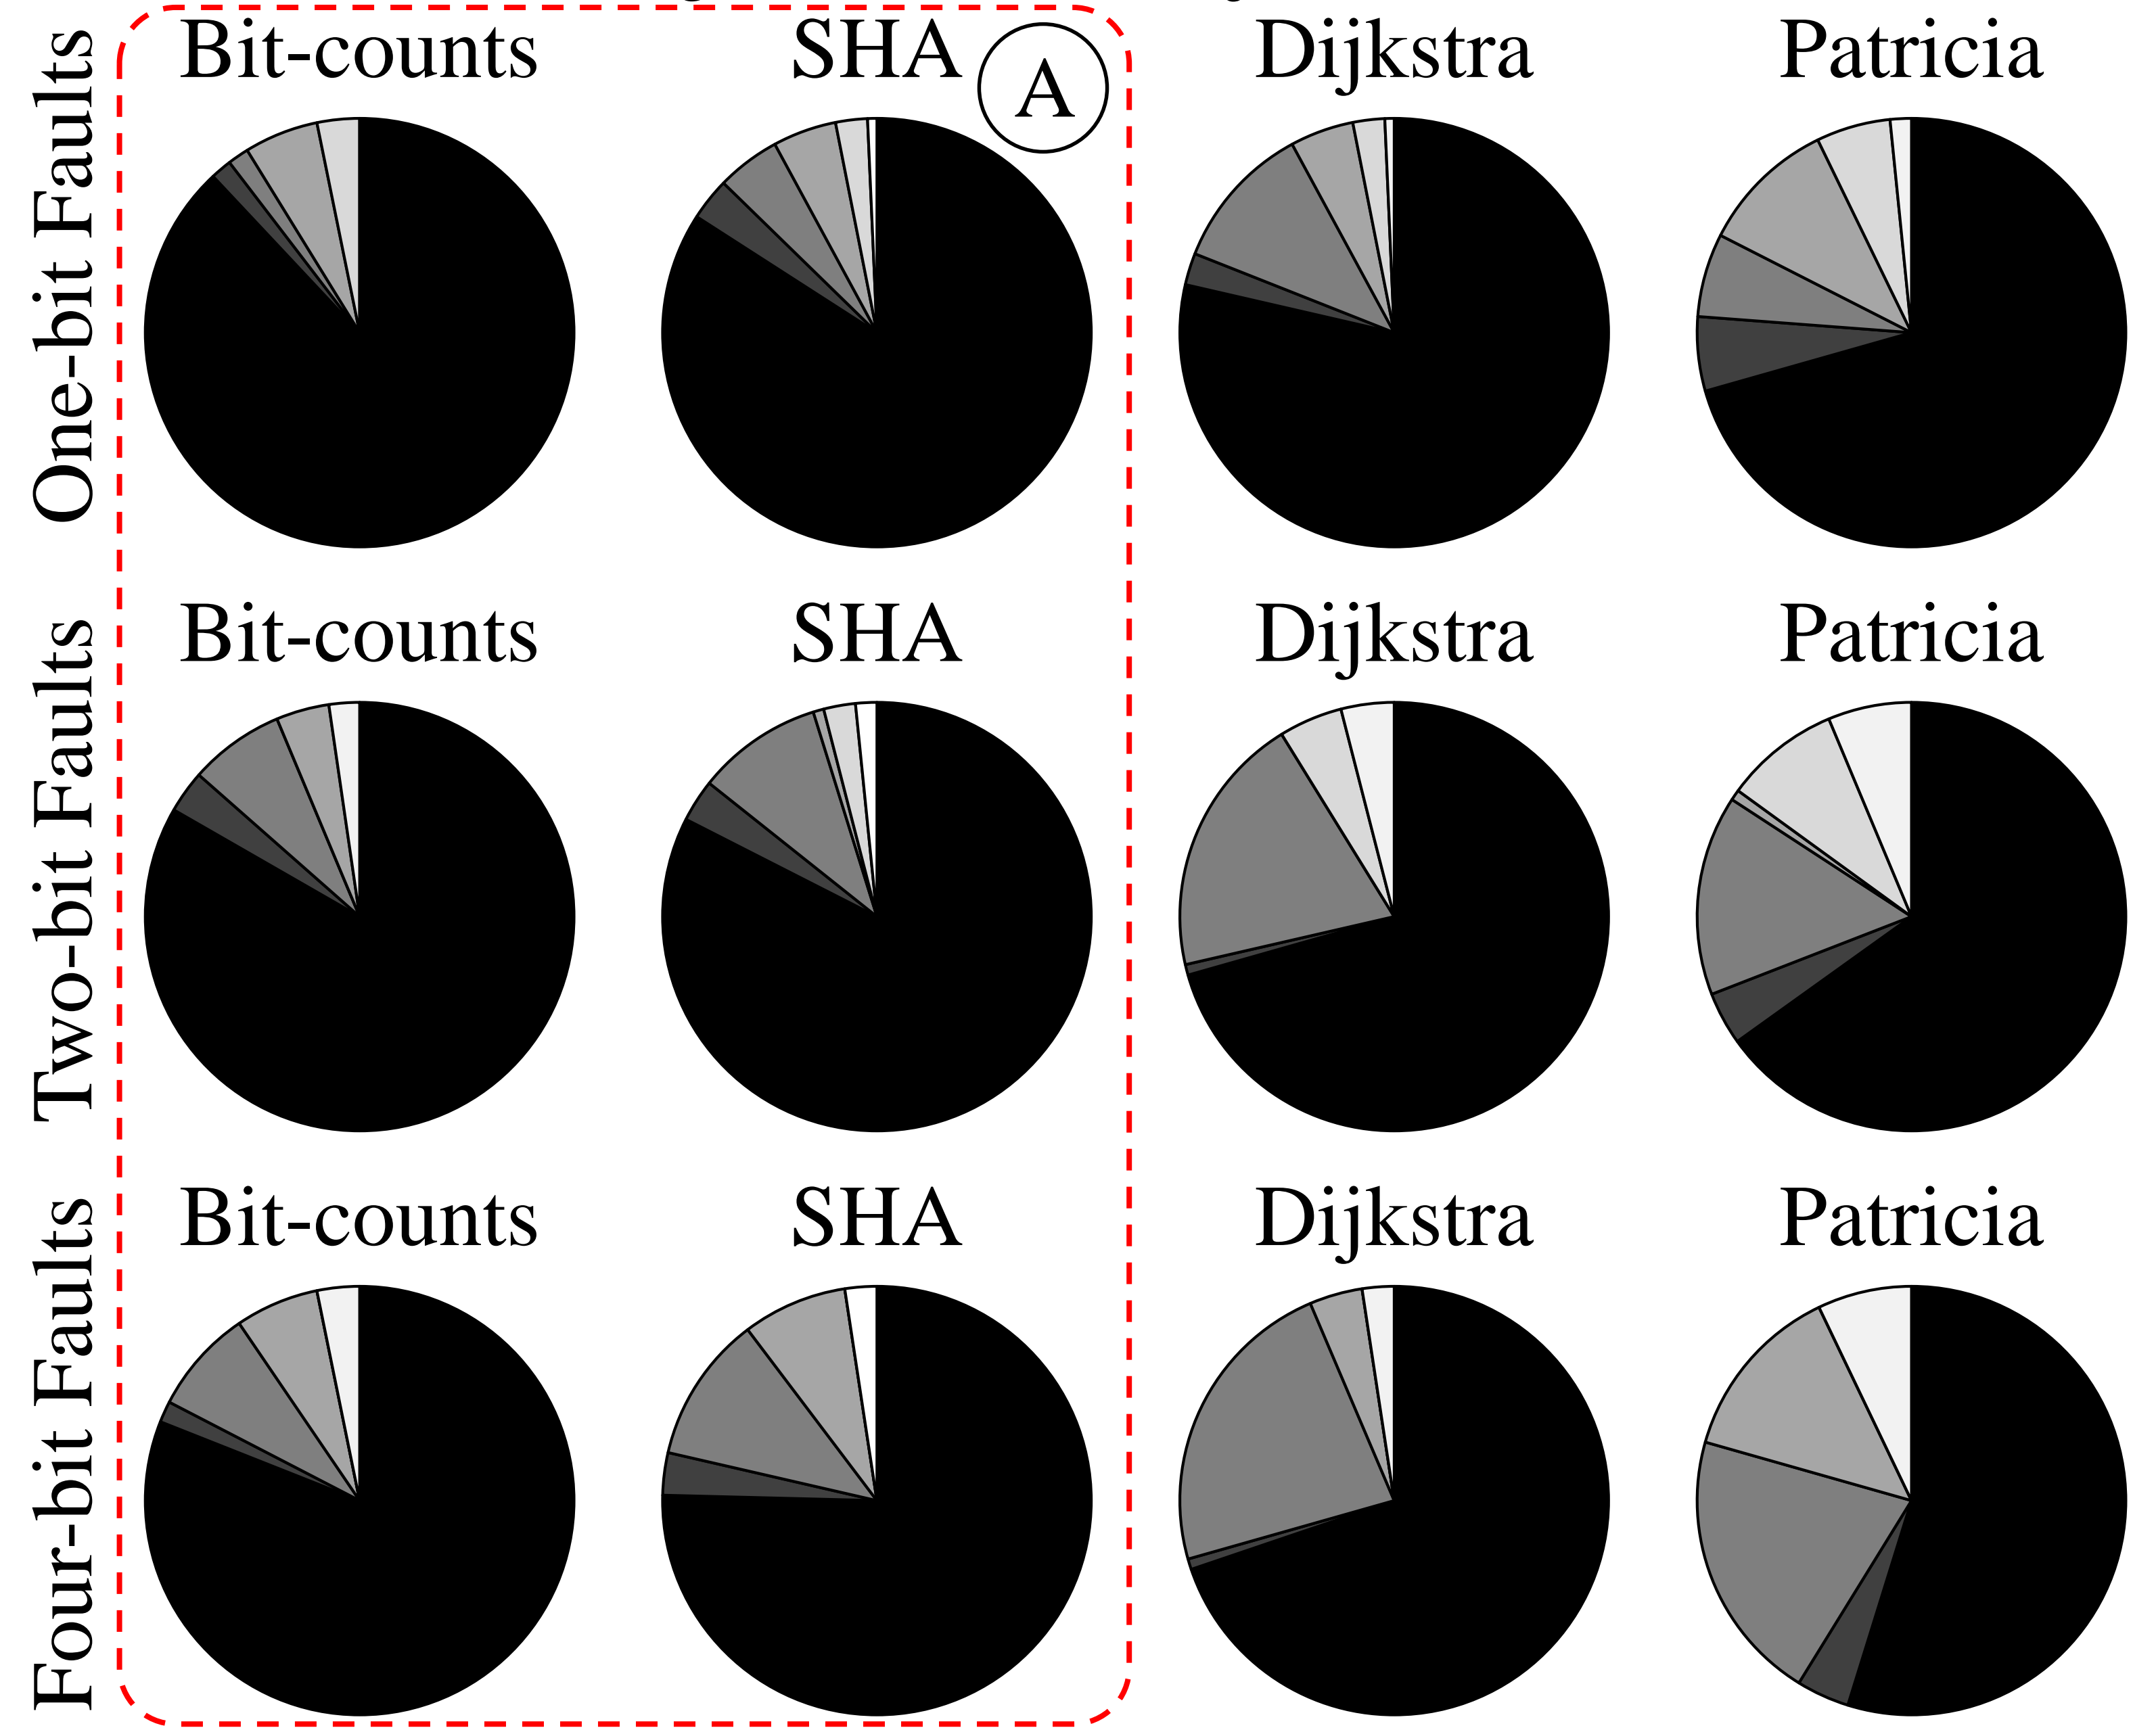 One-bit Faults
Bit-counts
SHA
A
Dijkstra
Patricia
Two-bit Faults
Bit-counts
SHA
Dijkstra
Patricia
Four-bit Faults
Bit-counts
SHA
Dijkstra
Patricia